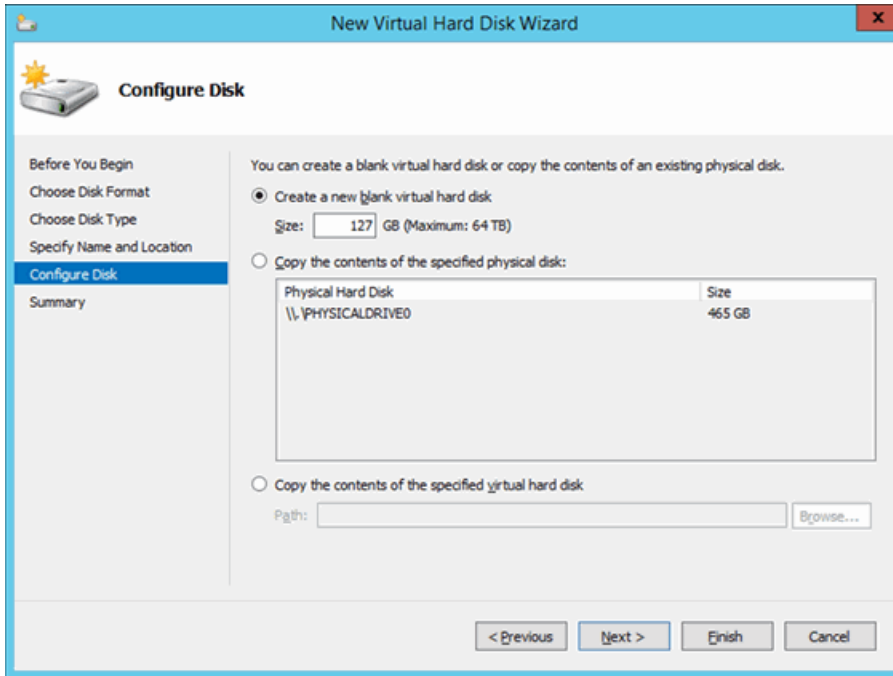 New Virtual Hard Disk Wizard
x
Configure Disk
Before You Begin
Choose Disk Format
Choose Disk Type
Specify Name and Location
Configure Disk
Summary
You can create a blank virtual hard disk or copy the contents of an existing physical disk.
Create a new blank virtual hard disk
Size: 127 GB (Maximum: 64 TB)
Copy the contents of the specified physical disk:
Physical Hard Disk Size
\\.\PHYSICALDRIVE0 465 GB
Copy the contents of the specified virtual hard disk
Path: Browse...
< Previous Next > Finish Cancel